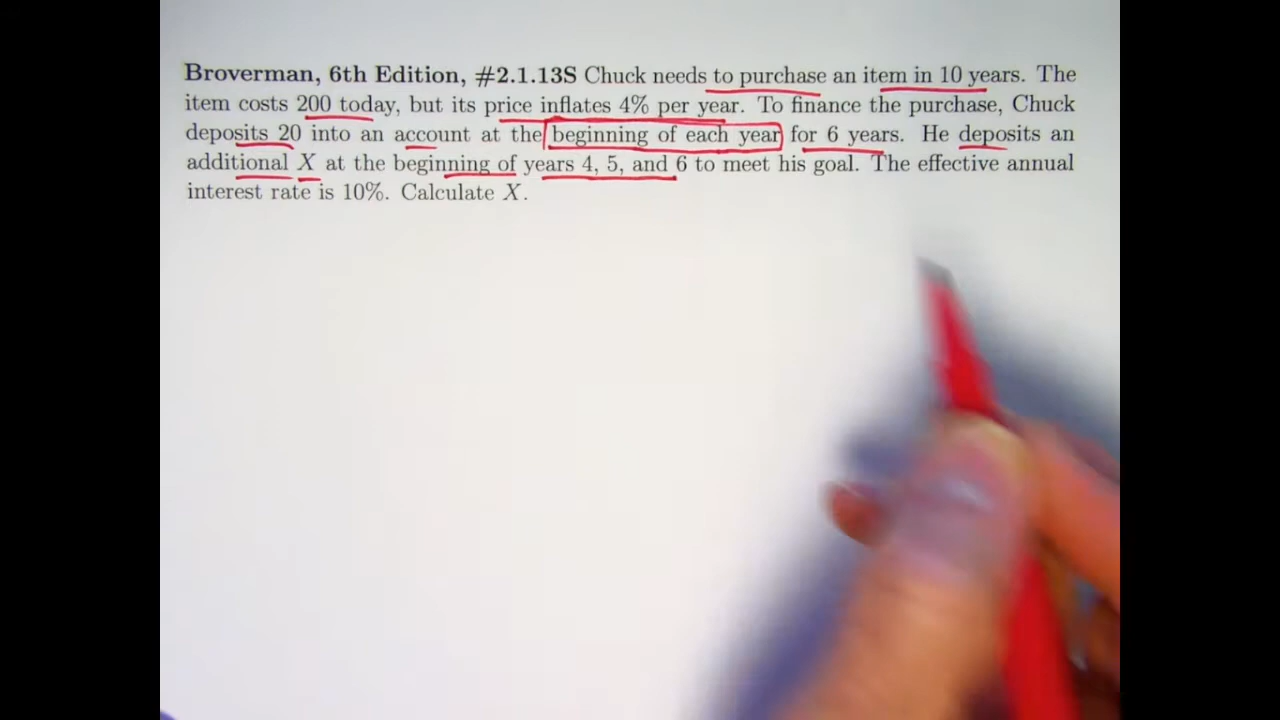 Broverman, 6th Edition, #2.1.13S Chuck needs to purchase an item in 10 years. The
item costs 200 today, but its price inflates 4% per year. To finance the purchase, Chuck
deposits 20 into an account at the beginning of each year for 6 years. He deposits an
additional X at the beginning of years 4, 5, and 6 to meet his goal. The effective annual
interest rate is 10%. Calculate X.